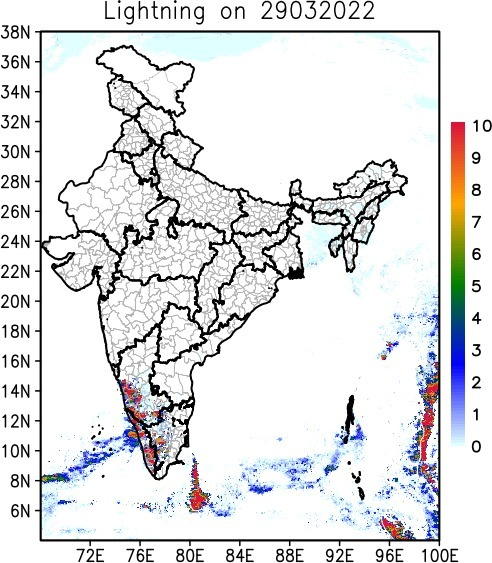 Lightning on 29032022
38N
36N
34N
32N
30N
28N
26N
24N
22N
20N
18N
16N
14N
12N
10N
8N
6N
72E 76E 80E 84E 88E 92E 96E 100E
10
9
8
7
6
5
4
3
2
1
0